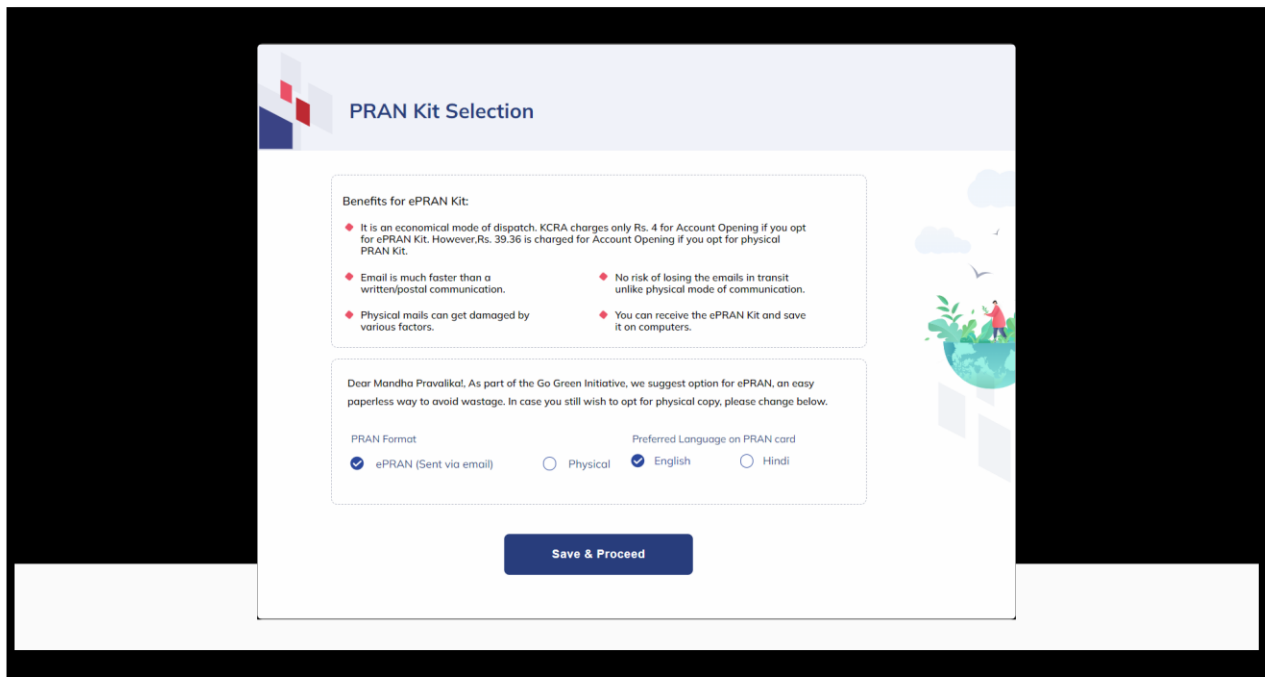 PRAN Kit Selection
Benefits for ePRAN Kit:
It is an economical mode of dispatch. KCRA charges only Rs. 4 for Account Opening if you opt
for ePRAN Kit. However,Rs. 39.36 is charged for Account Opening if you opt for physical
PRAN Kit.
Email is much faster than a
written/postal communication.
No risk of losing the emails in transit
unlike physical mode of communication.
Physical mails can get damaged by
various factors.
You can receive the ePRAN Kit and save
it on computers.
Dear Mandha Pravalika!, As part of the Go Green Initiative, we suggest option for ePRAN, an easy
paperless way to avoid wastage. In case you still wish to opt for physical copy, please change below.
PRAN Format
Preferred Language on PRAN card
ePRAN (Sent via email)
Physical
English
Hindi
Save & Proceed